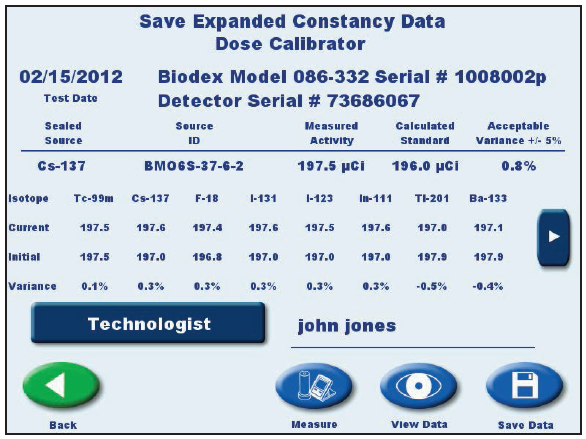 Save Expanded Constancy Data
Dose Calibrator
02/15/2012 Biodex Model 086-332 Serial # 1008002p
Test Date Detector Serial # 73686067
Sealed Source Measured Calculated Acceptable
Source ID Activity Standard Variance +/- 5%
Cs-137 BMO6S-37-6-2 197.5 µCi 196.0 µCi 0.8%
Isotope Tc-99m Cs-137 F-18 I-131 I-123 In-111 Tl-201 Ba-133
Current 197.5 197.6 197.4 197.6 197.5 197.6 197.0 197.1
Initial 197.5 197.0 196.8 197.0 197.0 197.0 197.9 197.9
Variance 0.1% 0.3% 0.3% 0.3% 0.3% 0.3% -0.5% -0.4%
Technologist john jones
Back Measure View Data Save Data